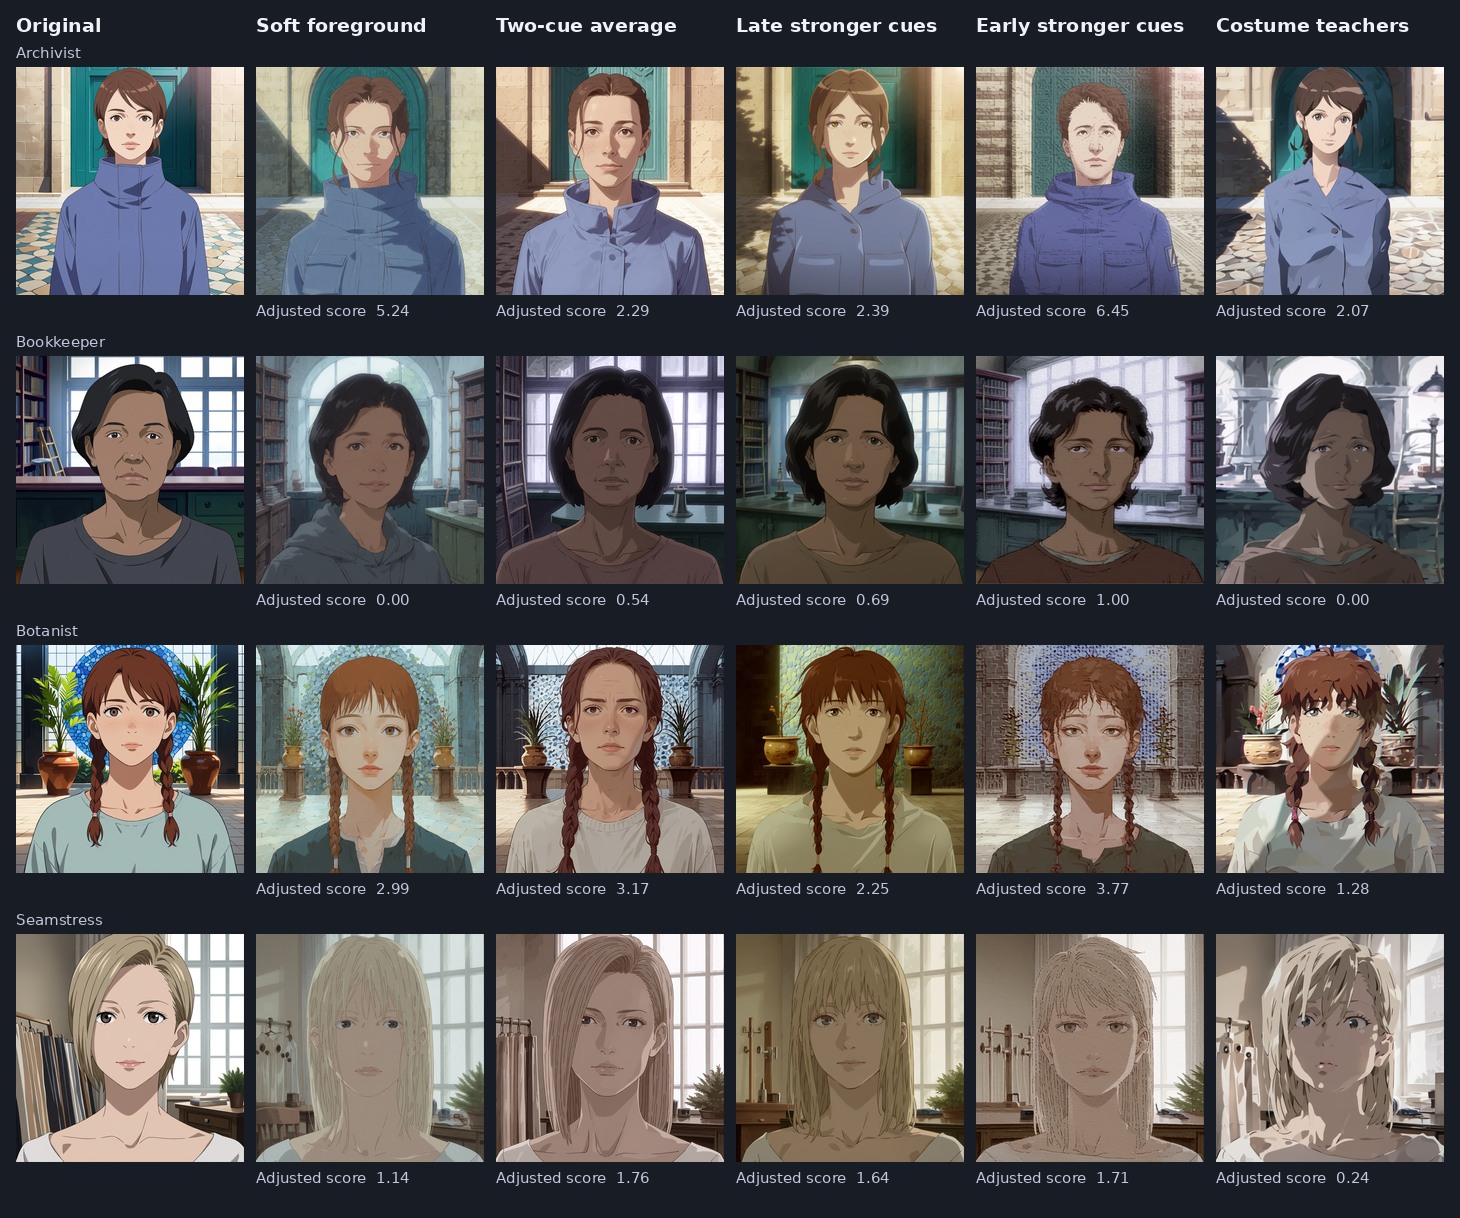 Original Soft foreground Two-cue average Late stronger cues Early stronger cues Costume teachers
Archivist
Adjusted score 5.24 Adjusted score 2.29 Adjusted score 2.39 Adjusted score 6.45 Adjusted score 2.07
Bookkeeper
Adjusted score 0.00 Adjusted score 0.54 Adjusted score 0.69 Adjusted score 1.00 Adjusted score 0.00
Botanist
Adjusted score 2.99 Adjusted score 3.17 Adjusted score 2.25 Adjusted score 3.77 Adjusted score 1.28
Seamstress
Adjusted score 1.14 Adjusted score 1.76 Adjusted score 1.64 Adjusted score 1.71 Adjusted score 0.24